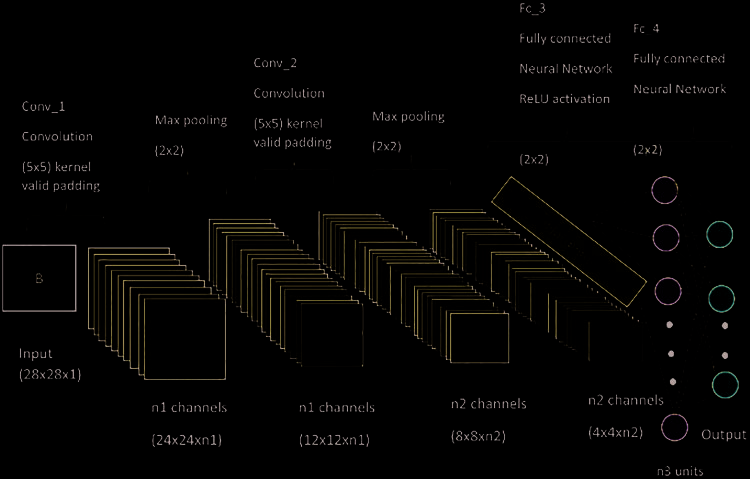 Conv_1
Convolution
(5x5) kernel
valid padding
Max pooling
(2x2)
Conv_2
Convolution
(5x5) kernel
valid padding
Max pooling
(2x2)
Fc_3
Fully connected
Neural Network
ReLU activation
(2x2)
Fc_4
Fully connected
Neural Network
(2x2)
B
Input
(28x28x1)
n1 channels
(24x24xn1)
n1 channels
(12x12xn1)
n2 channels
(8x8xn2)
n2 channels
(4x4xn2)
Output
n3 units